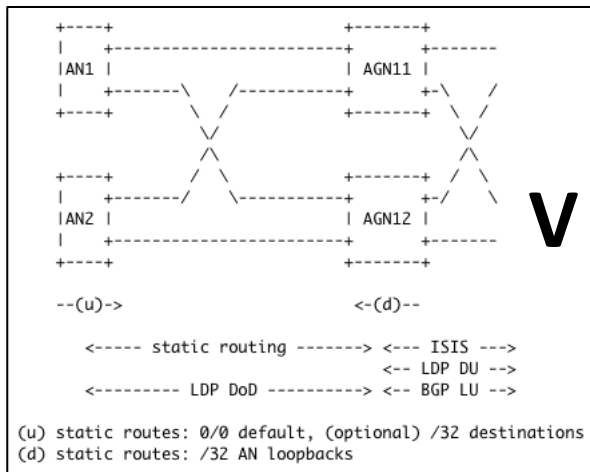 +----+                              +-------+
|    +------------------------------+       +------
|AN1 |                              | AGN11 |
|    +-------\    /-----------+     +-\    /
+----+        \  /            +-------+ \  /
               \/                        \/
               /\                        /\
+----+        /  \            +-------+ /  \
|    +-------/    \-----------+     +-/    \
|AN2 |                              | AGN12 |
|    +------------------------------+       +------
+----+                              +-------+
V
--(u)-> <-(d)--
<----- static routing -------> <--- ISIS --->
<--- LDP DU -->
<--------- LDP DoD ----------> <-- BGP LU --->
(u) static routes: 0/0 default, (optional) /32 destinations
(d) static routes: /32 AN loopbacks